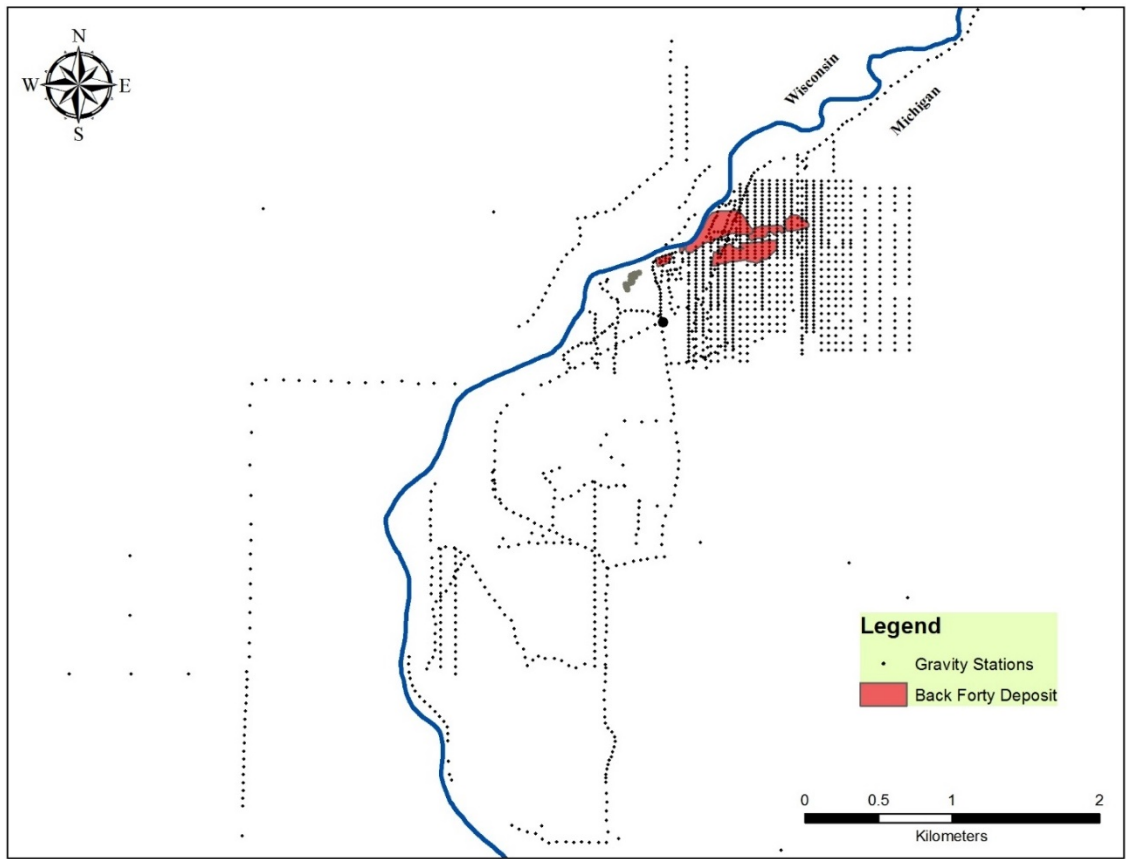 N
W E
S
Wisconsin
Michigan
Legend
Gravity Stations
Back Forty Deposit
0 0.5 1 2
Kilometers